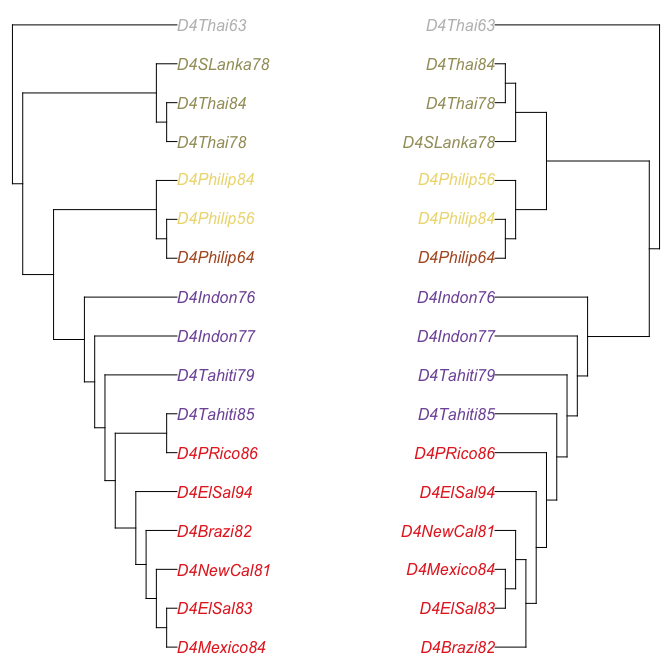 D4Thai63 D4Thai63
D4SLanka78 D4Thai84
D4Thai84 D4Thai78
D4Thai78 D4SLanka78
D4Philip84 D4Philip56
D4Philip56 D4Philip84
D4Philip64 D4Philip64
D4Indon76 D4Indon76
D4Indon77 D4Indon77
D4Tahiti79 D4Tahiti79
D4Tahiti85 D4Tahiti85
D4PRico86 D4PRico86
D4ElSal94 D4ElSal94
D4Brazi82 D4NewCal81
D4NewCal81 D4Mexico84
D4ElSal83 D4ElSal83
D4Mexico84 D4Brazi82